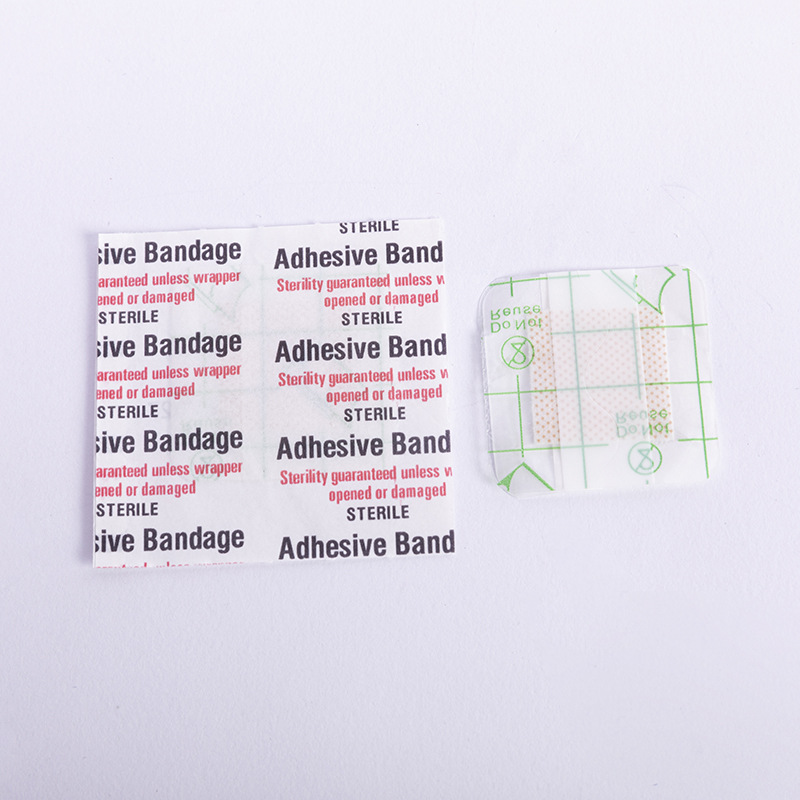 STERILE
sive Bandage Adhesive Band
aranteed unless wrapper Sterility guaranteed unless w
ened or damaged opened or damaged
STERILE STERILE
sive Bandage Adhesive Band
aranteed unless wrapper Sterility guaranteed unless w
ened or damaged opened or damaged
STERILE STERILE
sive Bandage Adhesive Band
aranteed unless wrapper Sterility guaranteed unless w
ened or damaged opened or damaged
STERILE STERILE
sive Bandage Adhesive Band
Do Not
Reuse
Do Not
Reuse